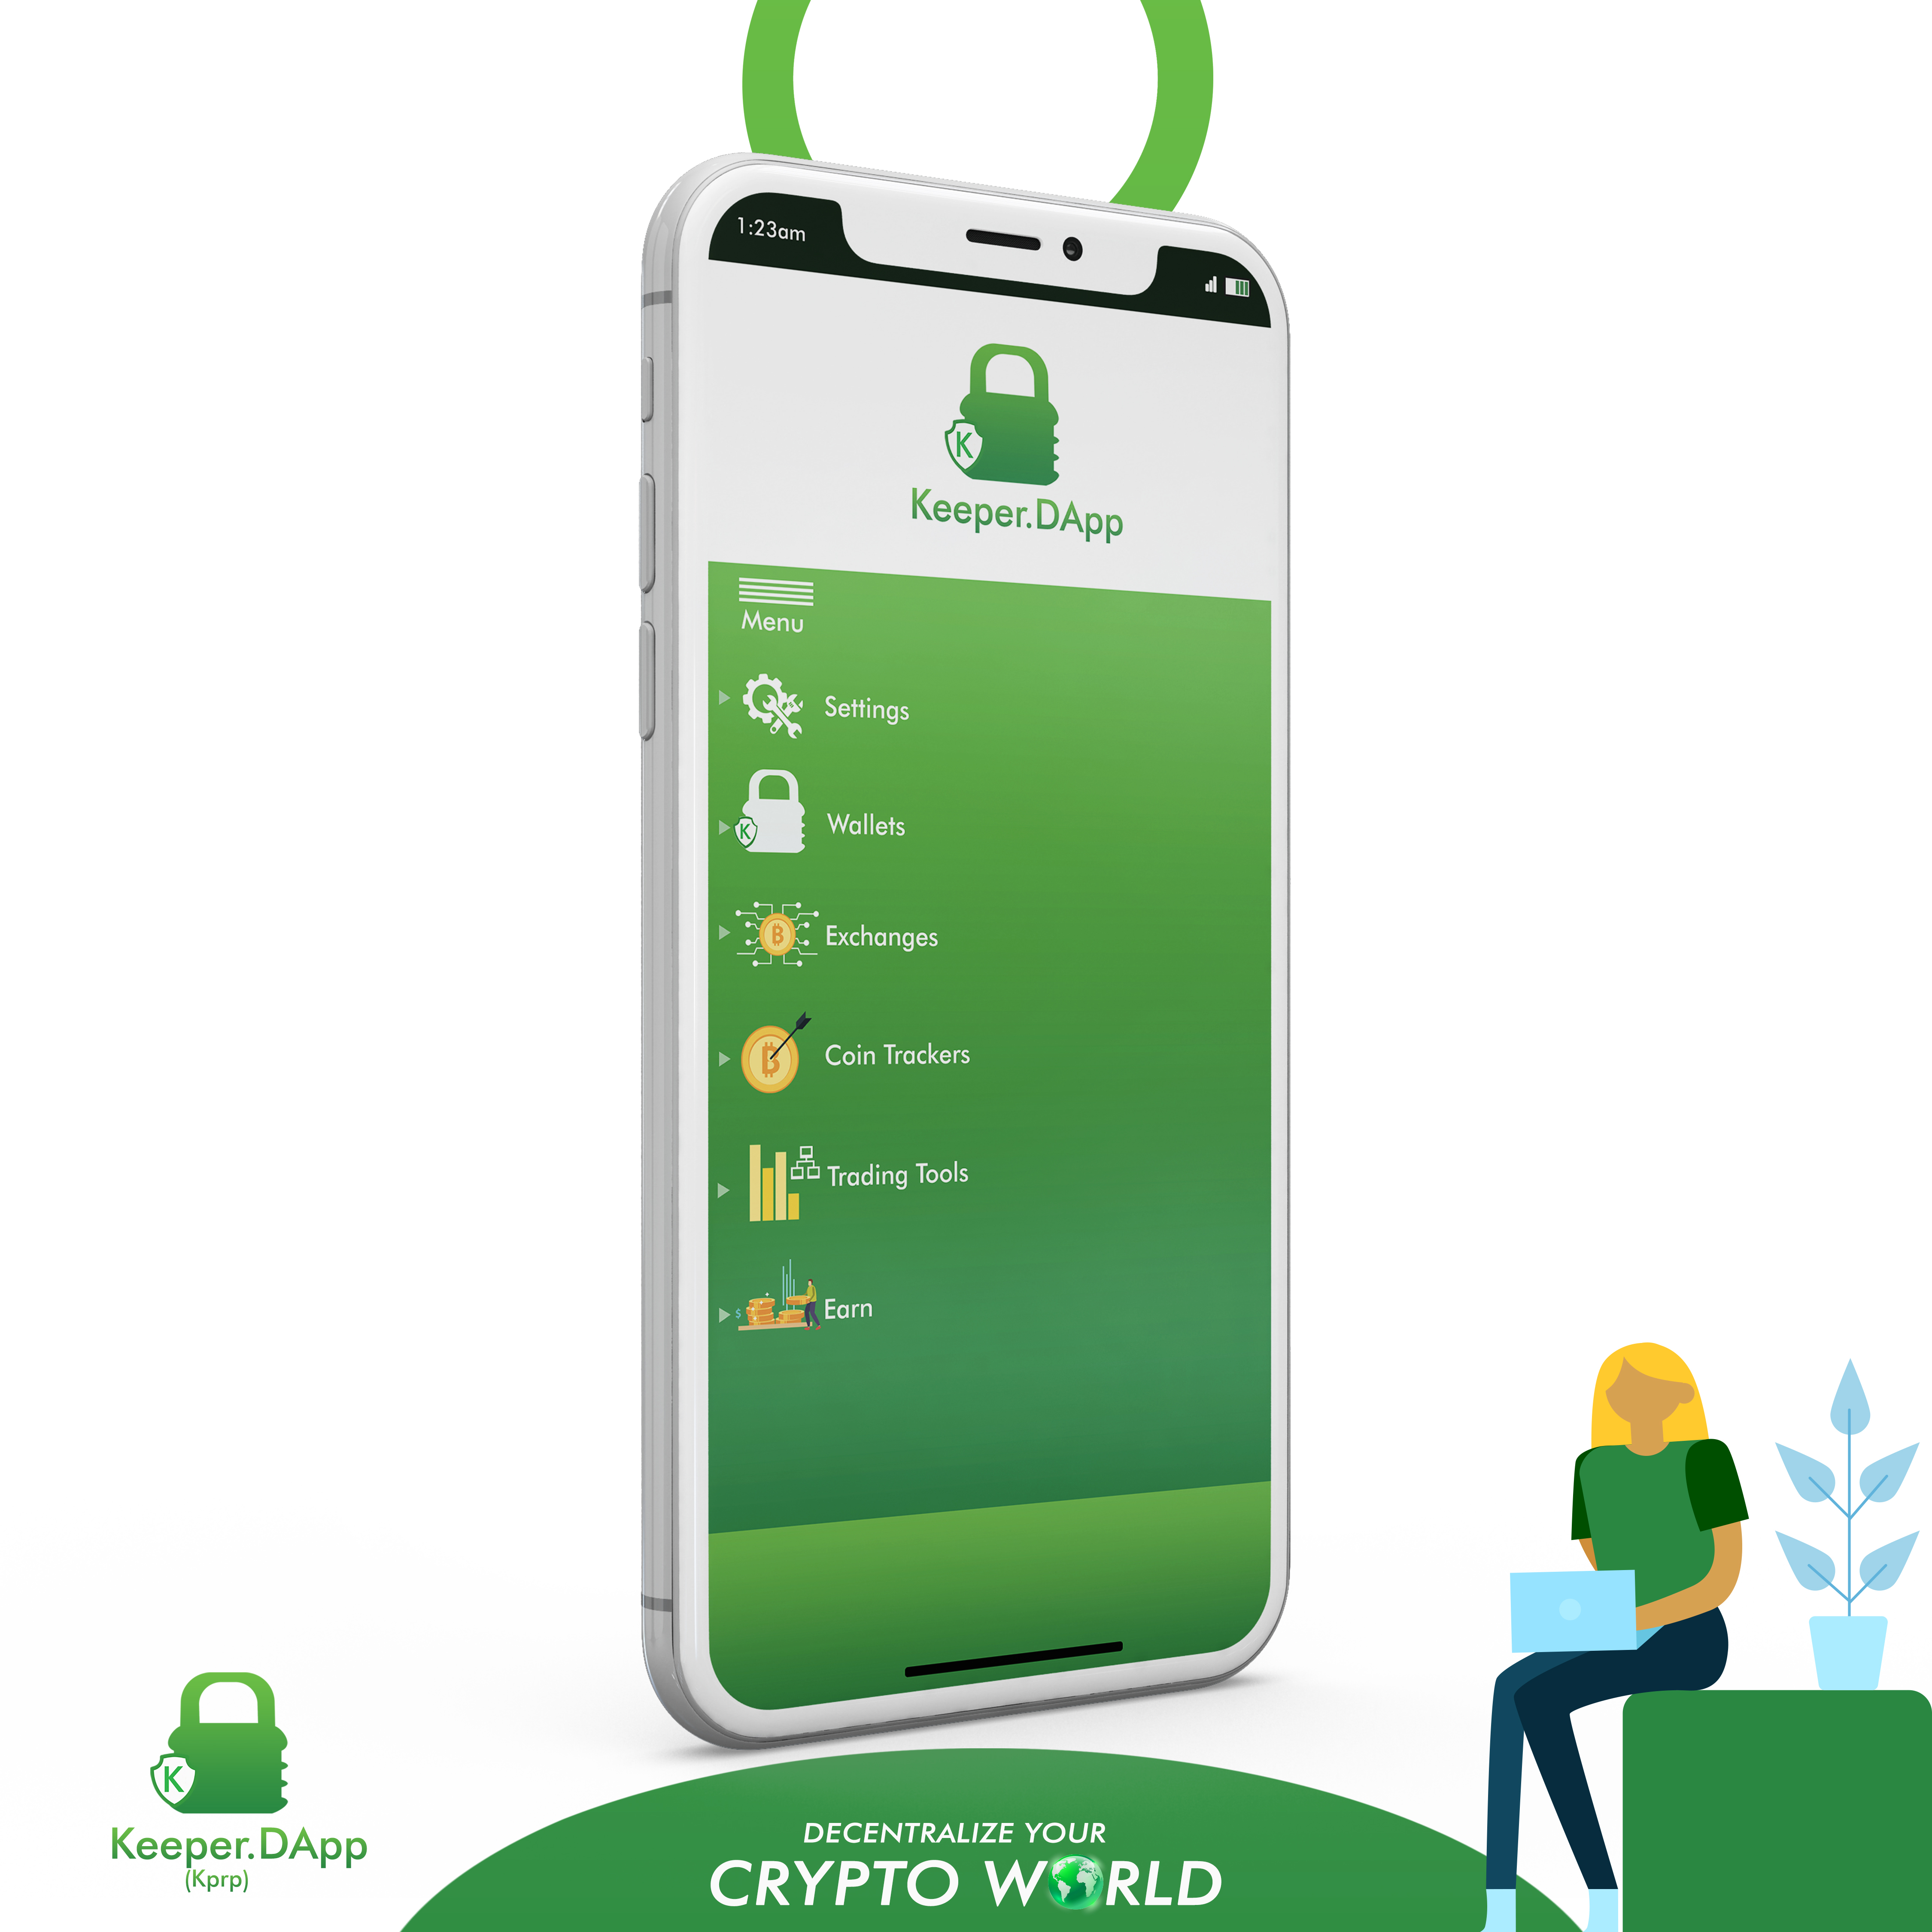 1:23am
K
Keeper.DApp
Menu
Settings
K
Wallets
B
Exchanges
B
Coin Trackers
Trading Tools
$
Earn
K
Keeper.DApp
(Kprp)
DECENTRALIZE YOUR
CRYPTO WORLD